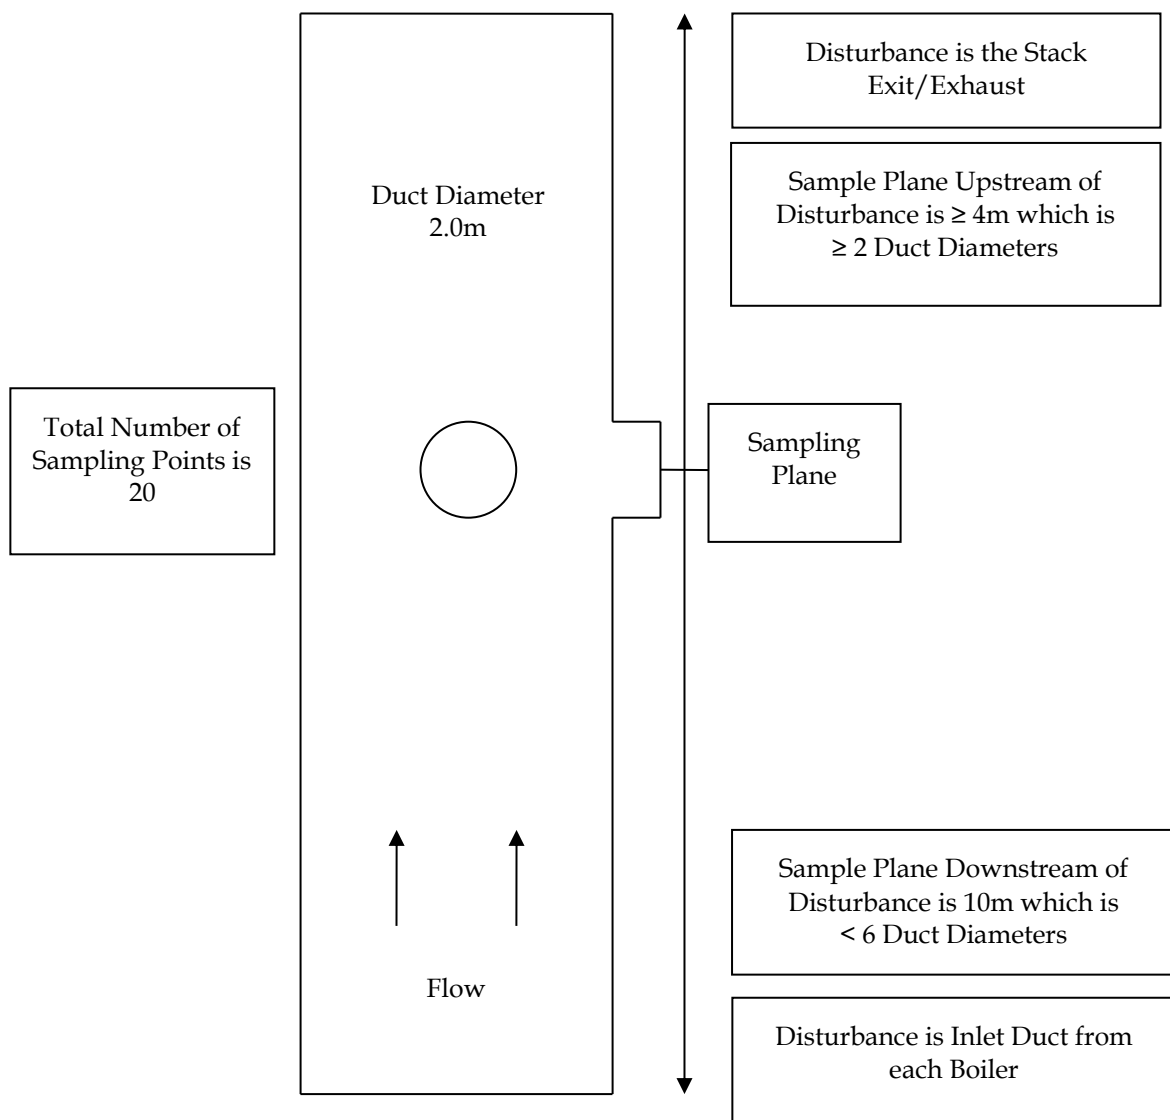 Disturbance is the Stack
Exit/Exhaust
Sample Plane Upstream of
Disturbance is ≥ 4m which is
≥ 2 Duct Diameters
Duct Diameter
2.0m
Total Number of
Sampling Points is
20
Sampling
Plane
Sample Plane Downstream of
Disturbance is 10m which is
< 6 Duct Diameters
Flow
Disturbance is Inlet Duct from
each Boiler